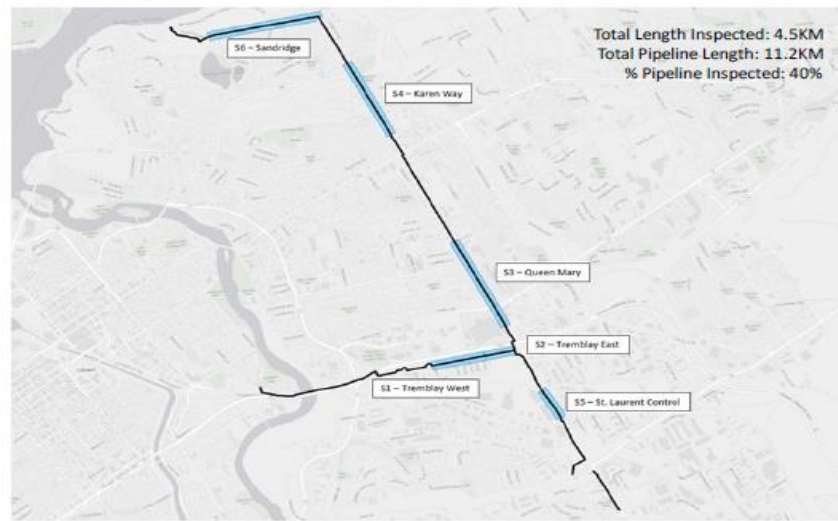 Total Length Inspected: 4.5KM
Total Pipeline Length: 11.2KM
% Pipeline Inspected: 40%
S6 – Sandridge
S4 – Karen Way
S3 – Queen Mary
S2 – Tremblay East
S1 – Tremblay West
S5 – St. Laurent Control